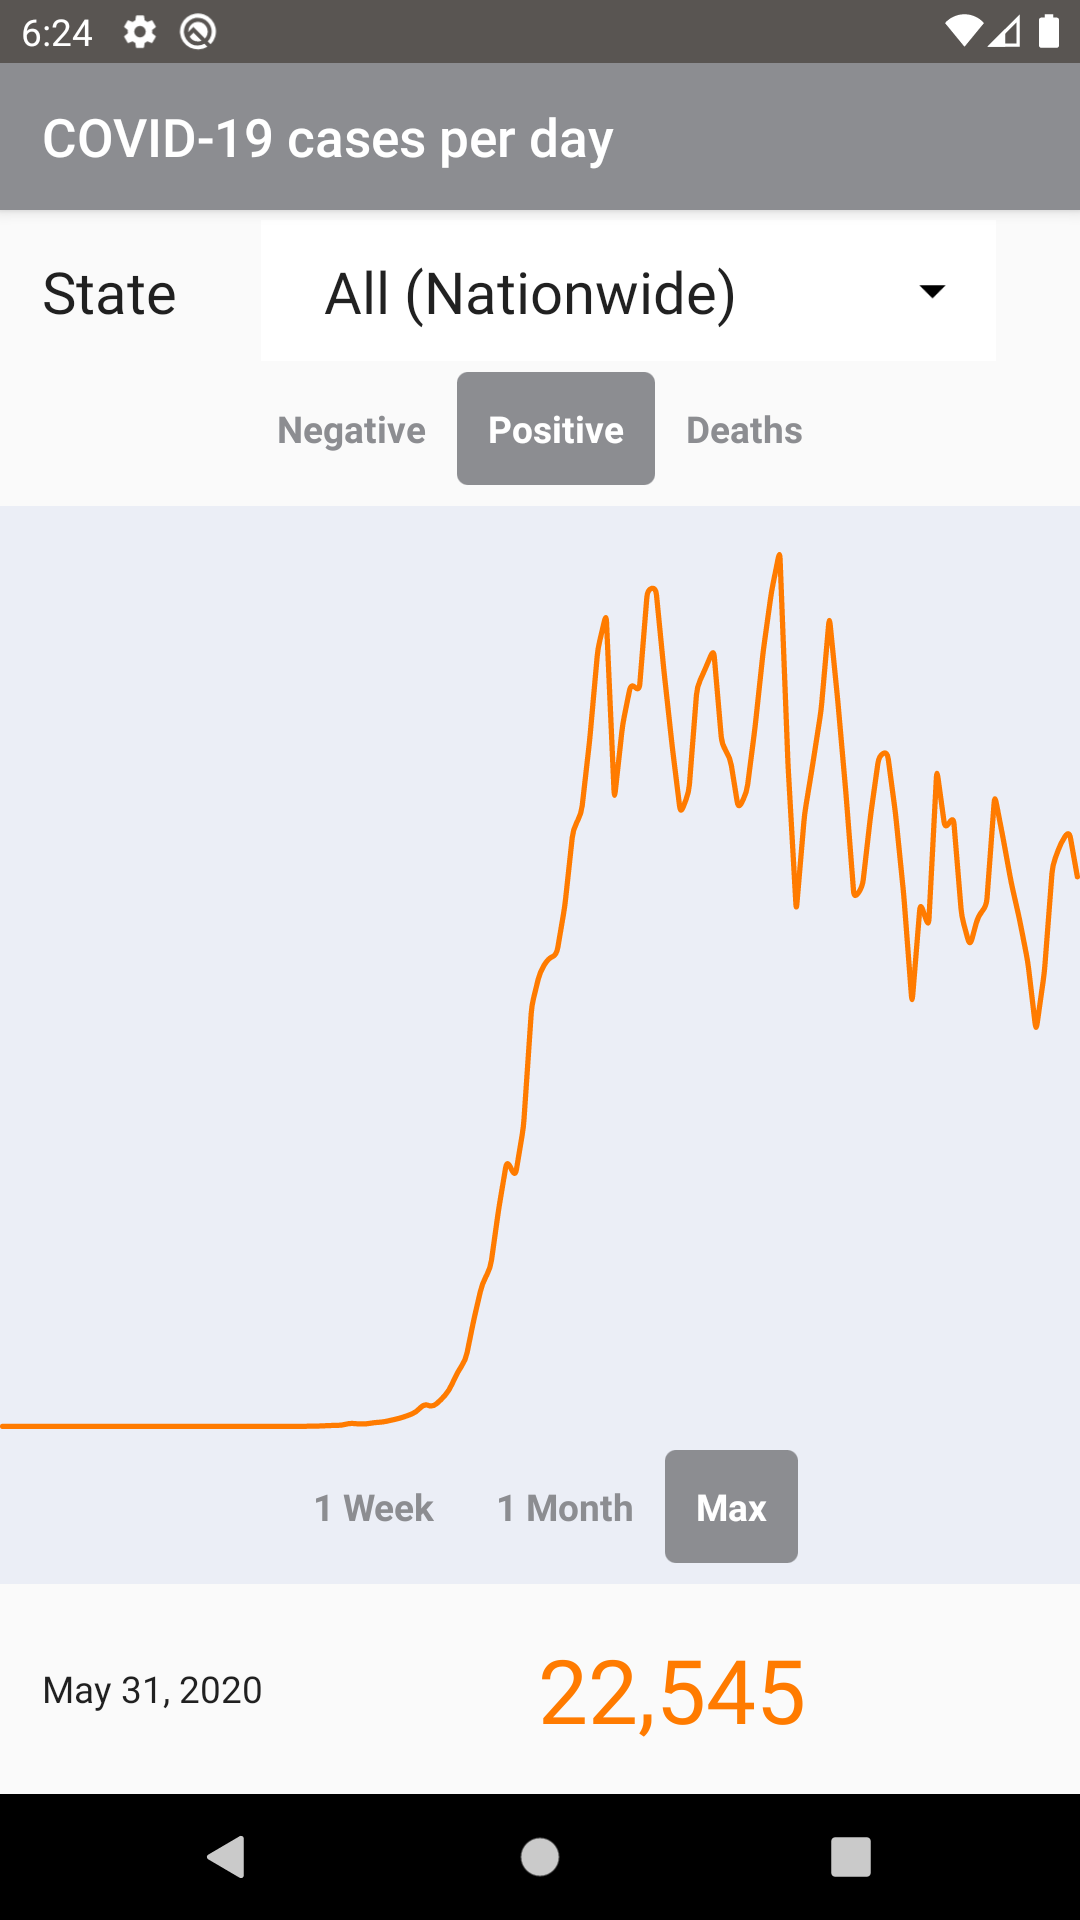 6:24
COVID-19 cases per day
State All (Nationwide)
Negative Positive Deaths
1 Week 1 Month Max
May 31, 2020 22,545